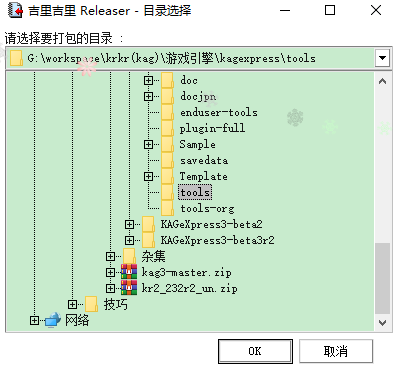 吉里吉里 Releaser - 目录选择
请选择要打包的目录 :
G:\workspace\krkr(kag)\游戏引擎\kagexpress\tools
doc
docjpn
enduser-tools
plugin-full
Sample
savedata
Template
tools
tools-org
KAGeXpress3-beta2
KAGeXpress3-beta3r2
杂集
kag3-master.zip
kr2_232r2_un.zip
技巧
网络
OK 取消